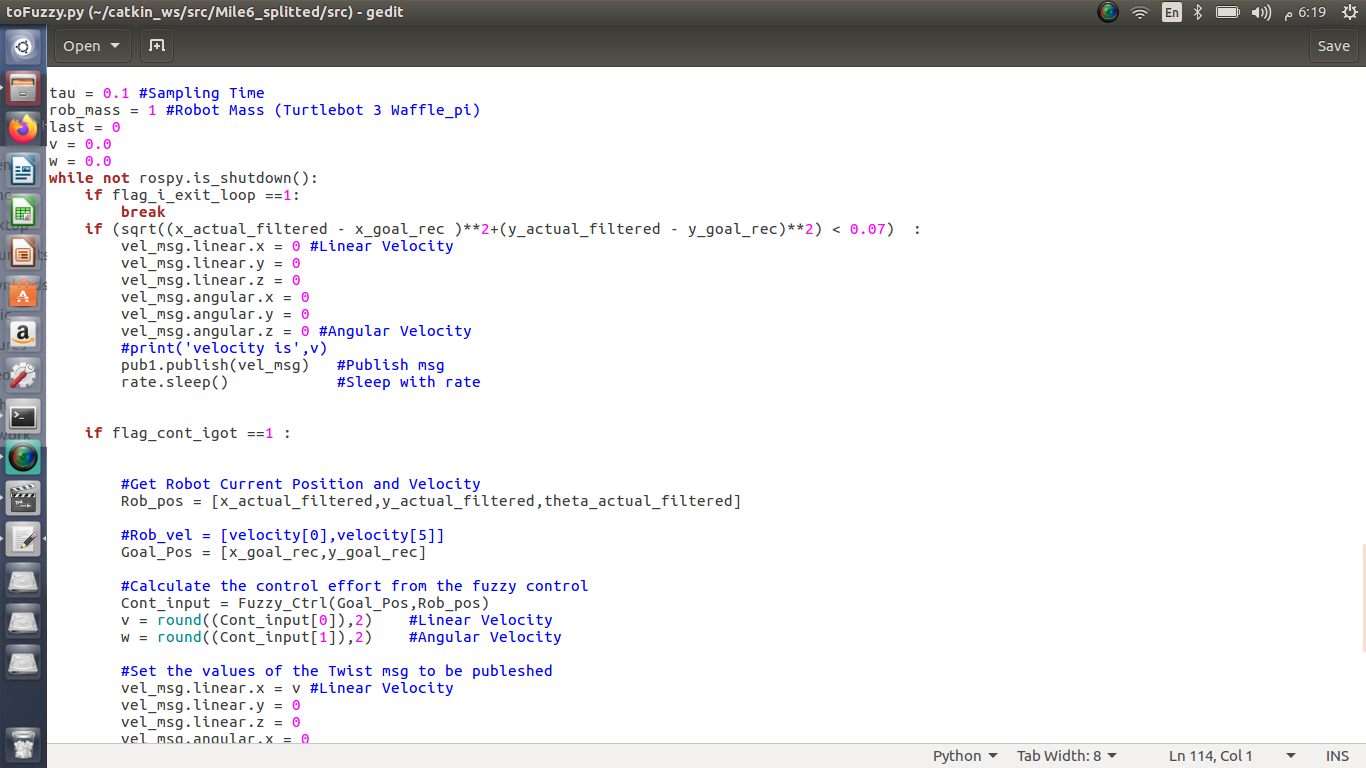 toFuzzy.py (~/catkin_ws/src/Mile6_splitted/src) - gedit
En
6:19 م
Open
Save
tau = 0.1 #Sampling Time
rob_mass = 1 #Robot Mass (Turtlebot 3 Waffle_pi)
last = 0
v = 0.0
w = 0.0
while not rospy.is_shutdown():
    if flag_i_exit_loop ==1:
        break
    if (sqrt((x_actual_filtered - x_goal_rec )**2+(y_actual_filtered - y_goal_rec)**2) < 0.07)  :
        vel_msg.linear.x = 0 #Linear Velocity
        vel_msg.linear.y = 0
        vel_msg.linear.z = 0
        vel_msg.angular.x = 0
        vel_msg.angular.y = 0
        vel_msg.angular.z = 0 #Angular Velocity
        #print('velocity is',v)
        pub1.publish(vel_msg)   #Publish msg
        rate.sleep()            #Sleep with rate
    if flag_cont_igot ==1 :
        #Get Robot Current Position and Velocity
        Rob_pos = [x_actual_filtered,y_actual_filtered,theta_actual_filtered]
        #Rob_vel = [velocity[0],velocity[5]]
        Goal_Pos = [x_goal_rec,y_goal_rec]
        #Calculate the control effort from the fuzzy control
        Cont_input = Fuzzy_Ctrl(Goal_Pos,Rob_pos)
        v = round((Cont_input[0]),2)    #Linear Velocity
        w = round((Cont_input[1]),2)    #Angular Velocity
        #Set the values of the Twist msg to be publeshed
        vel_msg.linear.x = v #Linear Velocity
        vel_msg.linear.y = 0
        vel_msg.linear.z = 0
        vel_msg.angular.x = 0
Python
Tab Width: 8
Ln 114, Col 1
INS